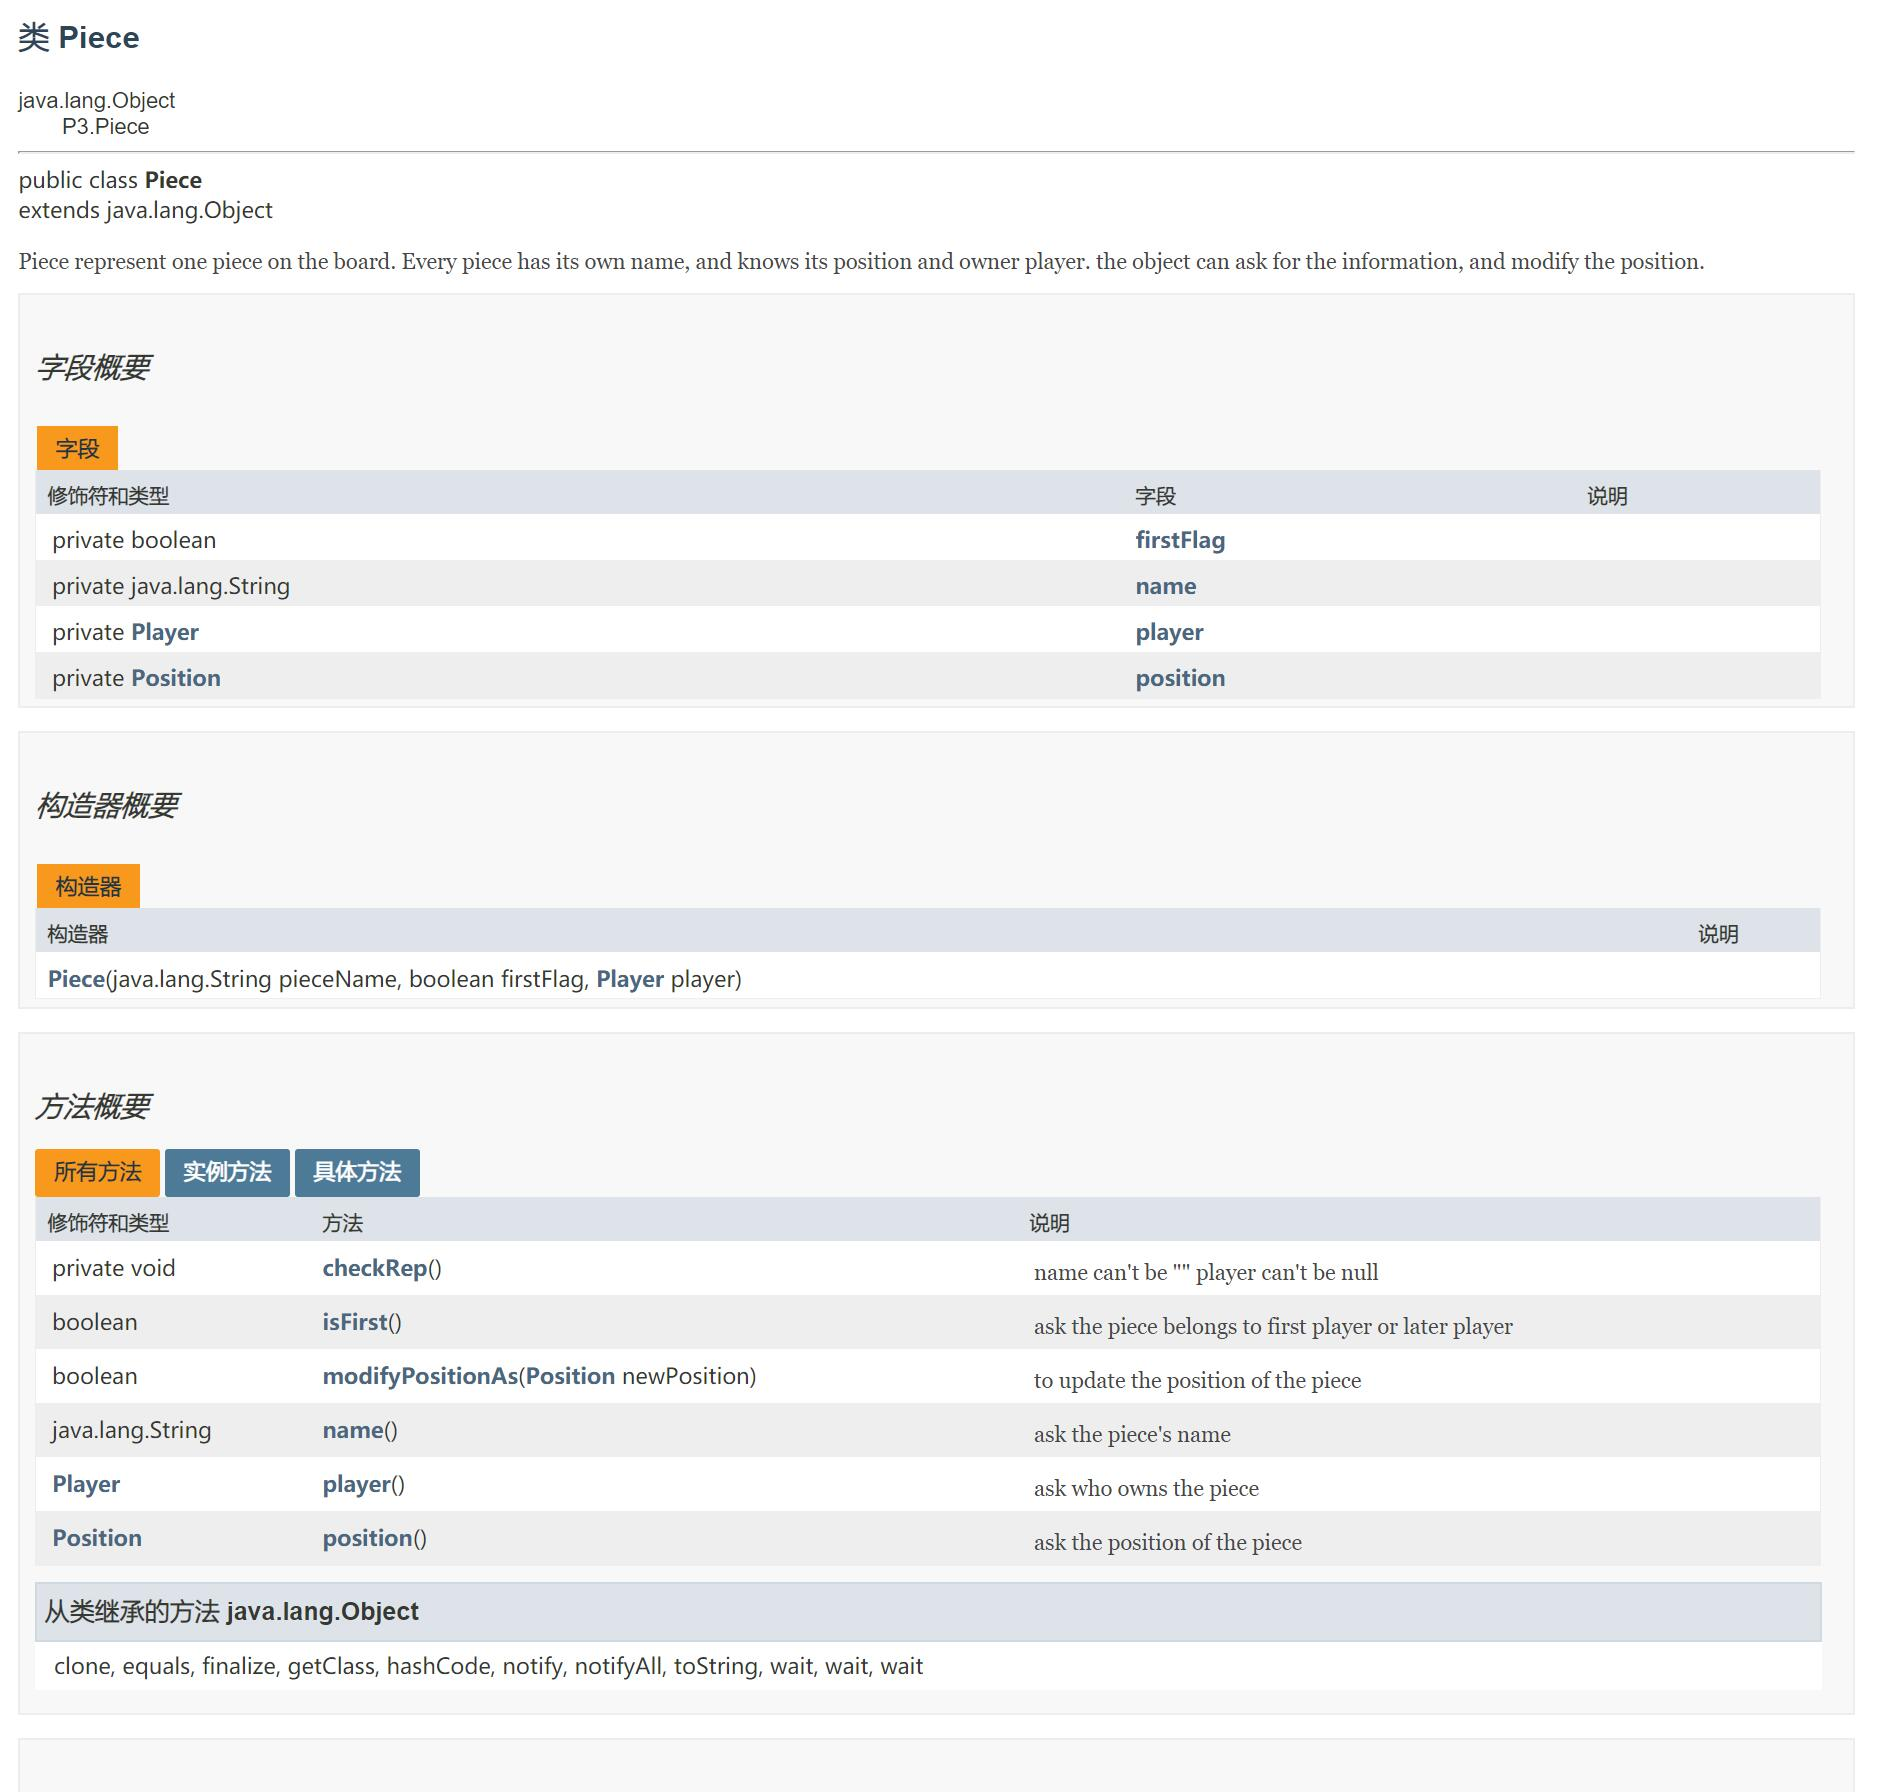 类 Piece
java.lang.Object
P3.Piece
public class Piece
extends java.lang.Object
Piece represent one piece on the board. Every piece has its own name, and knows its position and owner player. the object can ask for the information, and modify the position.
字段概要
字段
修饰符和类型 字段 说明
private boolean firstFlag
private java.lang.String name
private Player player
private Position position
构造器概要
构造器
构造器 说明
Piece(java.lang.String pieceName, boolean firstFlag, Player player)
方法概要
所有方法 实例方法 具体方法
修饰符和类型 方法 说明
private void checkRep() name can't be "" player can't be null
boolean isFirst() ask the piece belongs to first player or later player
boolean modifyPositionAs(Position newPosition) to update the position of the piece
java.lang.String name() ask the piece's name
Player player() ask who owns the piece
Position position() ask the position of the piece
从类继承的方法 java.lang.Object
clone, equals, finalize, getClass, hashCode, notify, notifyAll, toString, wait, wait, wait